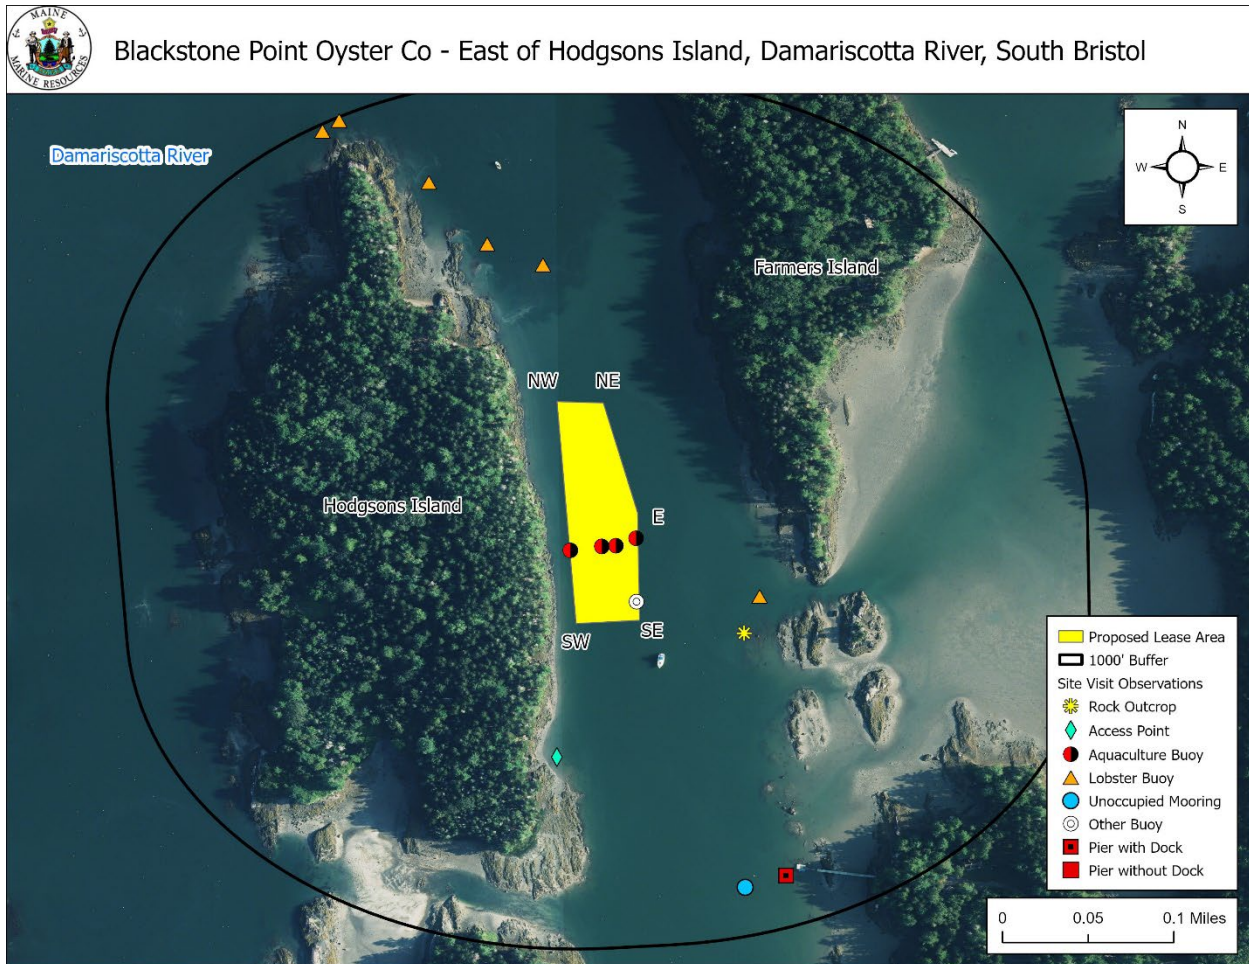 MAINE
MARINE RESOURCES
Blackstone Point Oyster Co - East of Hodgsons Island, Damariscotta River, South Bristol
Damariscotta River
N
W E
S
Farmers Island
NW NE
Hodgsons Island
E
SW SE
Proposed Lease Area
1000' Buffer
Site Visit Observations
Rock Outcrop
Access Point
Aquaculture Buoy
Lobster Buoy
Unoccupied Mooring
Other Buoy
Pier with Dock
Pier without Dock
0 0.05 0.1 Miles